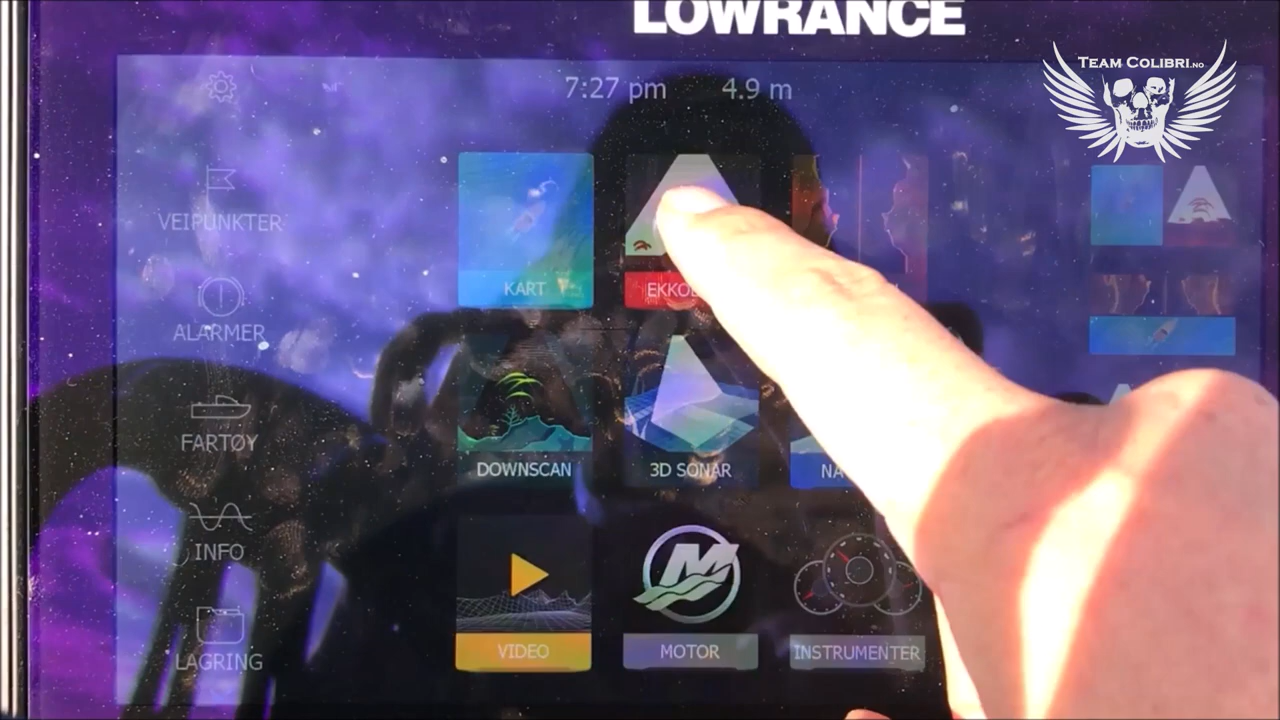 LOWRANCE
TEAM COLIBRI.NO
7:27 pm 4.9 m
VEIPUNKTER
KART
ALARMER
FARTØY
DOWNSCAN
3D SONAR
INFO
LAGRING
VIDEO
MOTOR
INSTRUMENTER